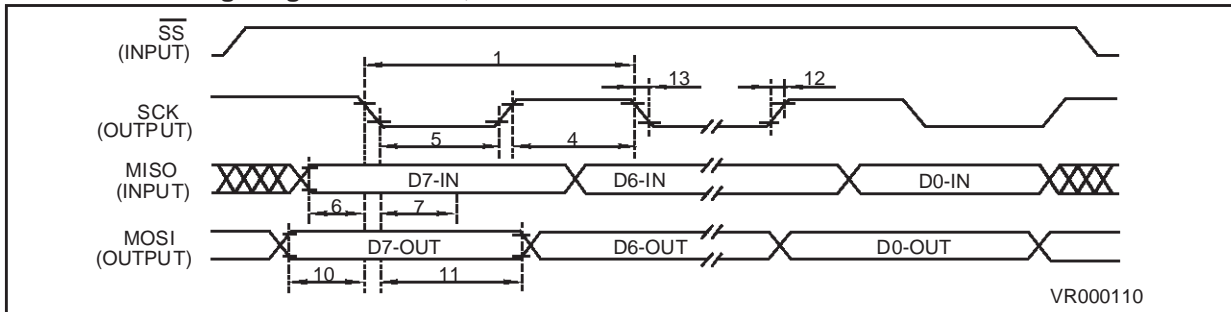 SS
(INPUT)
1
13
12
SCK
(OUTPUT)
5
4
MISO
(INPUT)
D7-IN
D6-IN
D0-IN
6
7
MOSI
(OUTPUT)
D7-OUT
D6-OUT
D0-OUT
10
11
VR000110